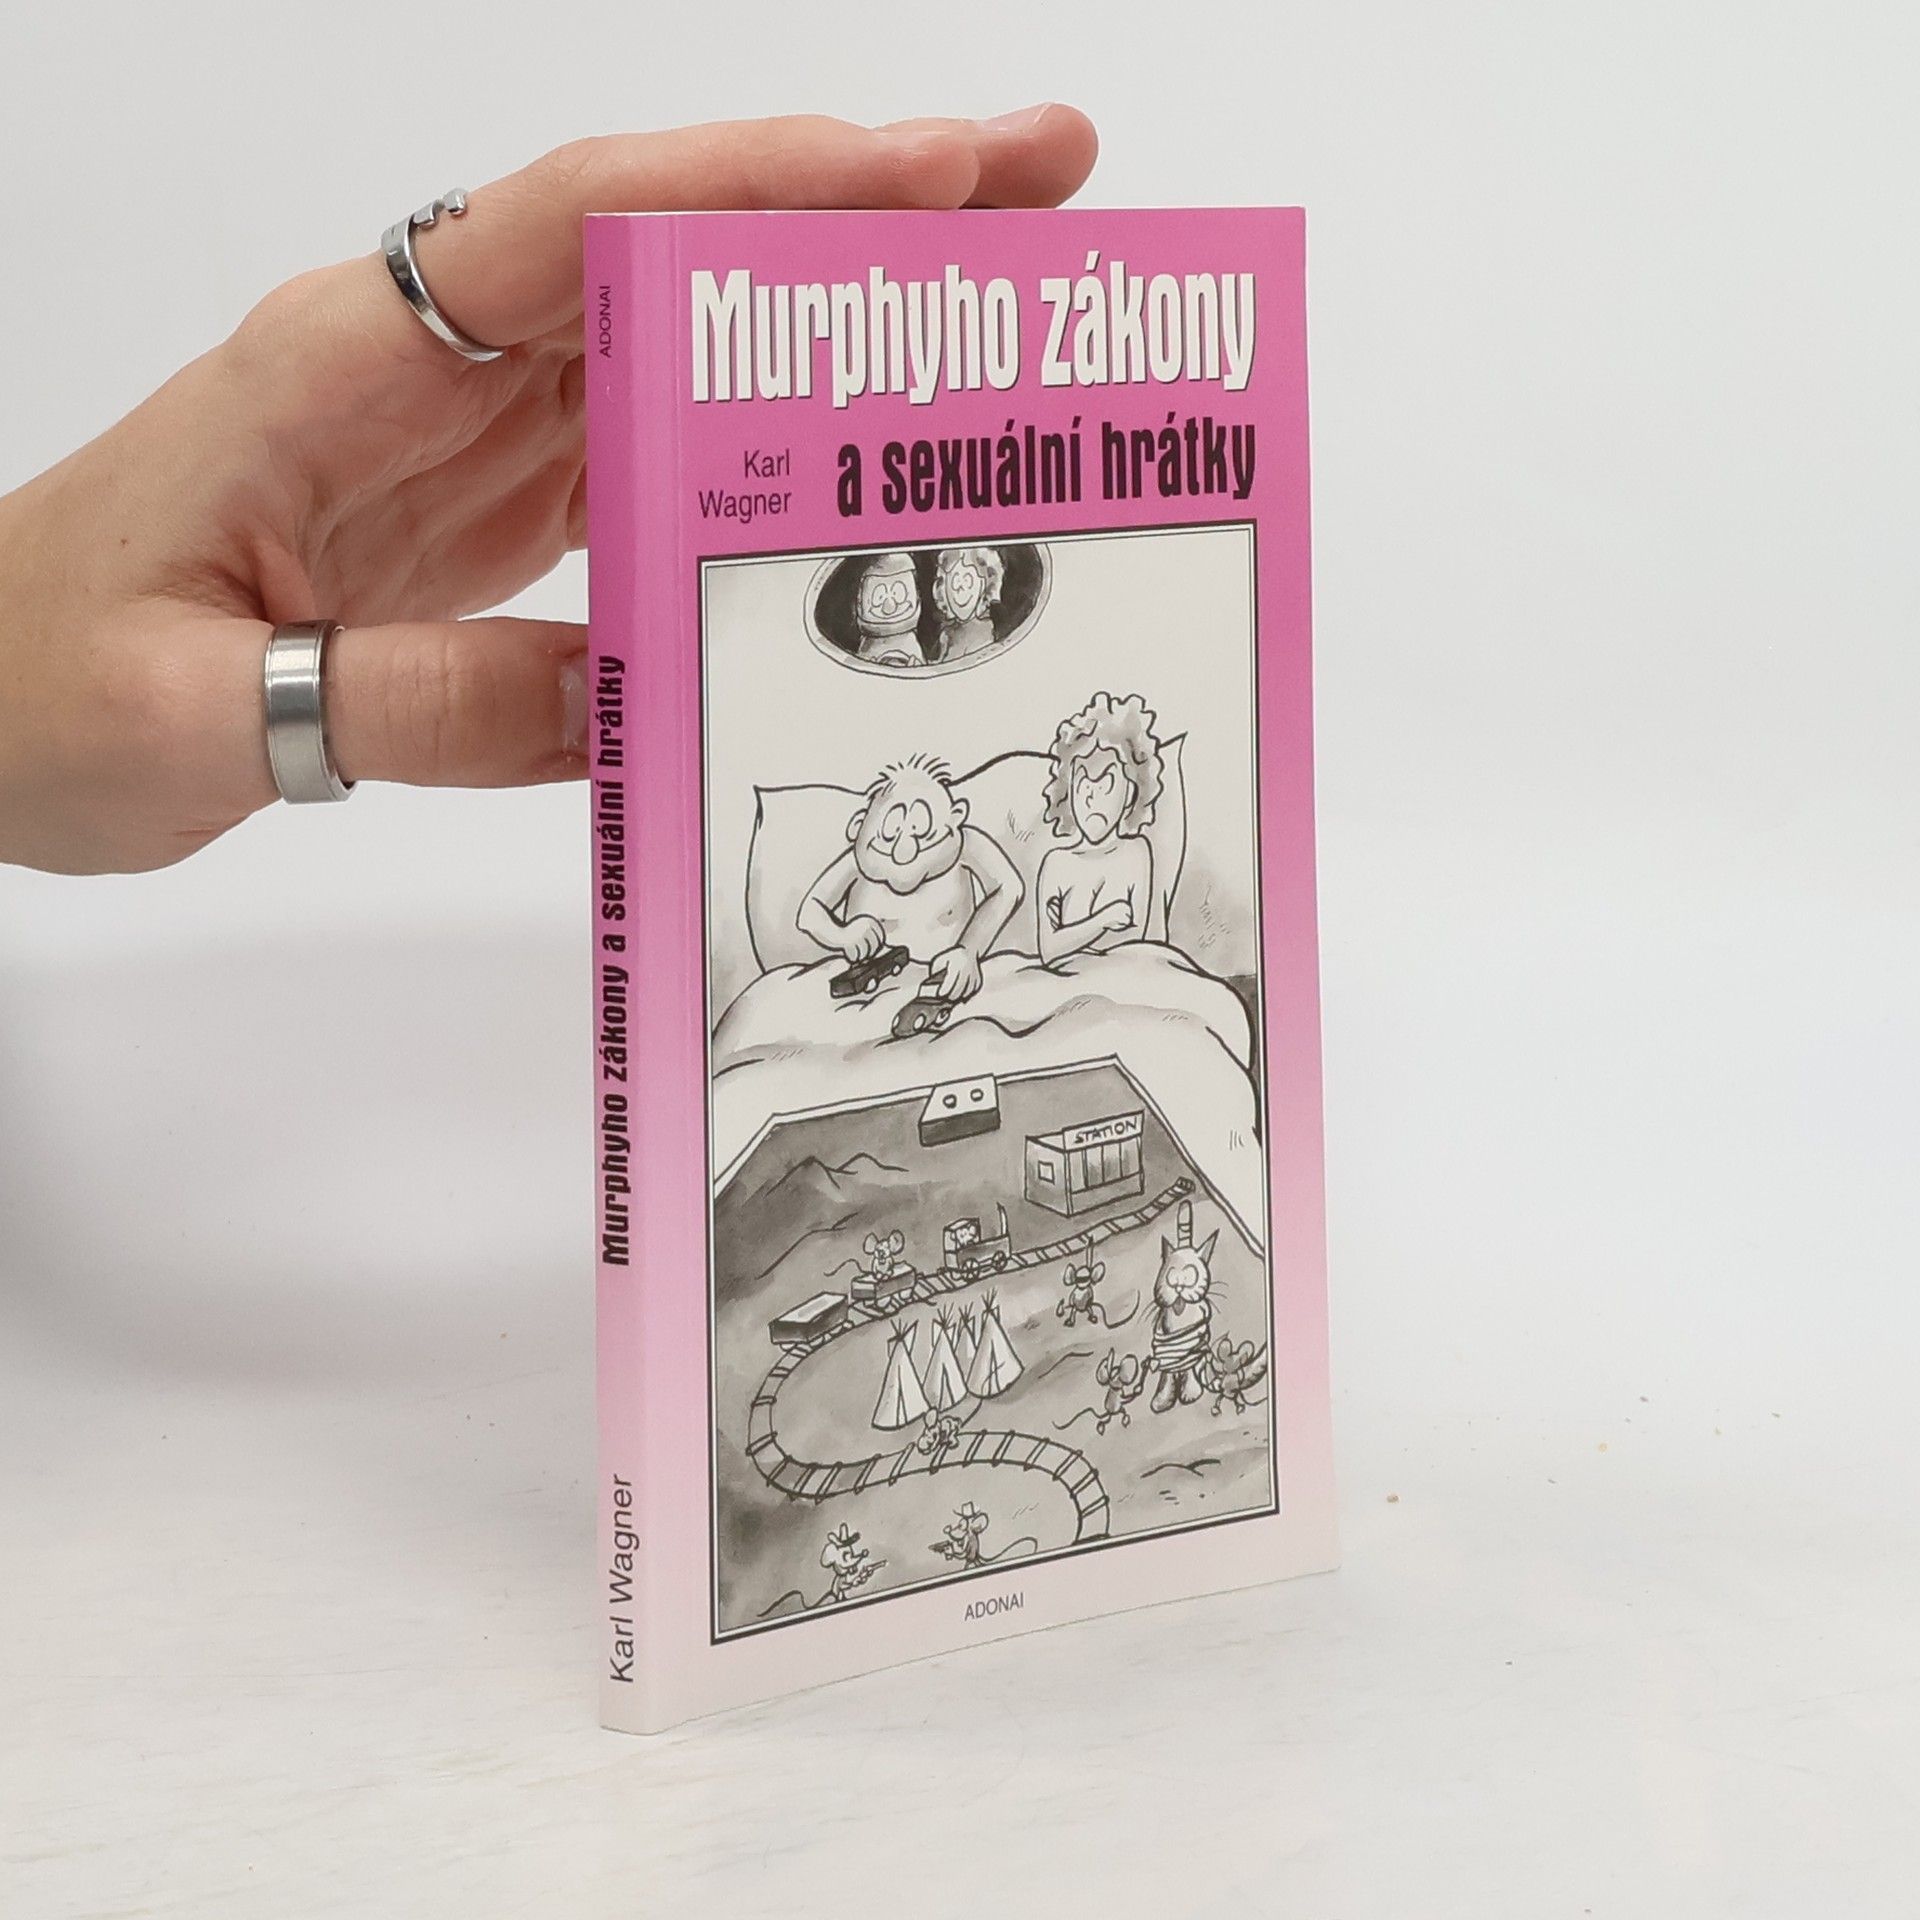 Murphyho zákony
Karl
Wagner
a sexuální hrátky
STATION
ADONAI
ADONAI
Murphyho zákony a sexuální hrátky
Karl Wagner